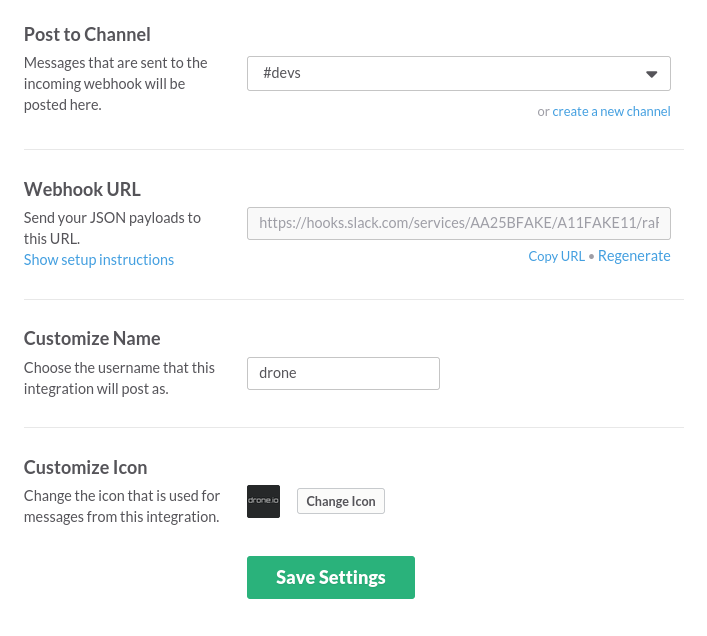 Post to Channel
Messages that are sent to the
incoming webhook will be
posted here.
#devs
or create a new channel
Webhook URL
Send your JSON payloads to
this URL.
Show setup instructions
https://hooks.slack.com/services/AA25BFAKE/A11FAKE11/raF
Copy URL • Regenerate
Customize Name
Choose the username that this
integration will post as.
drone
Customize Icon
Change the icon that is used for
messages from this integration.
drone.io
Change Icon
Save Settings